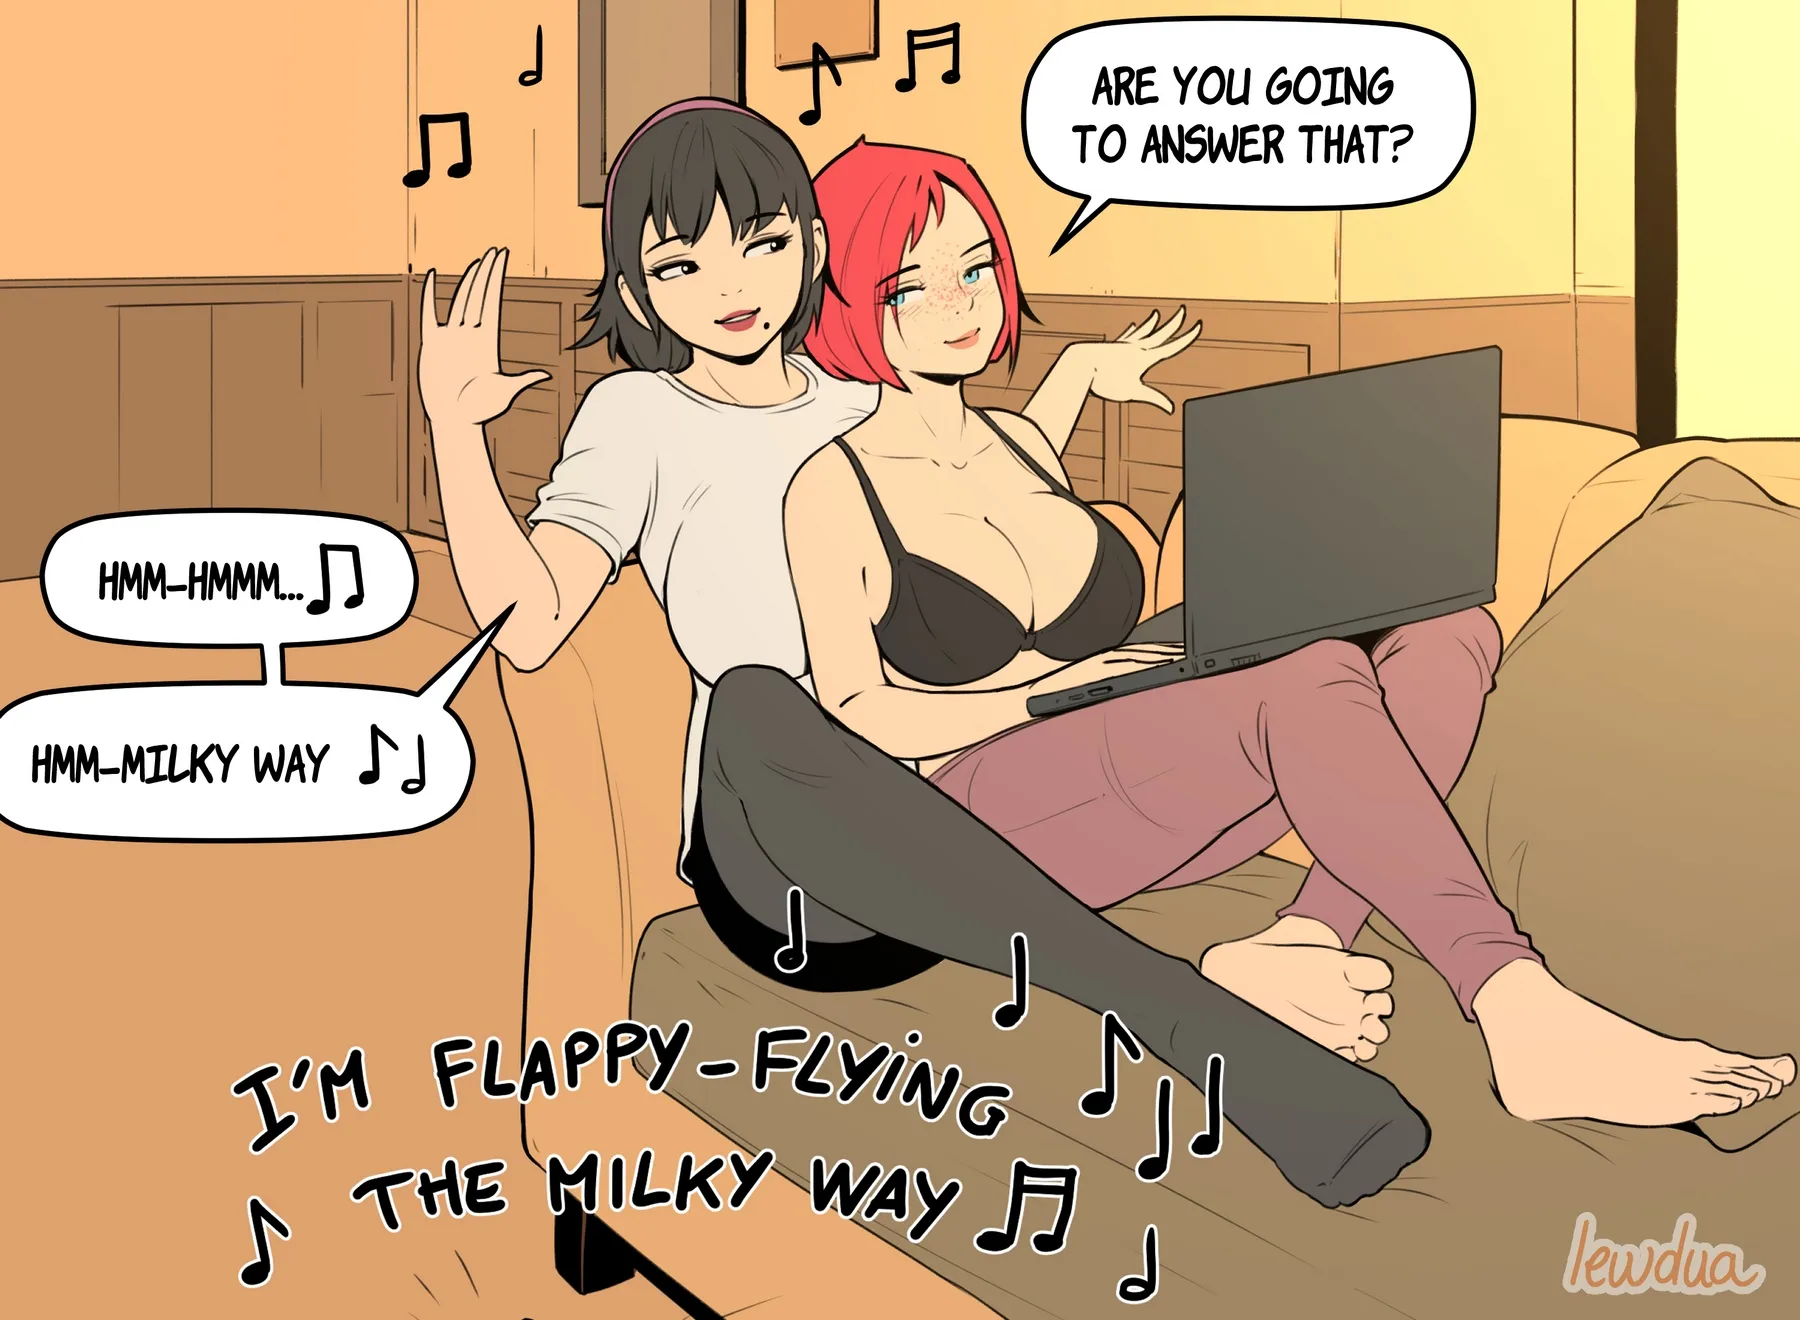 ARE YOU GOING
TO ANSWER THAT?
HMM-HMMM...
HMM-MILKY WAY
I'M FLAPPY-FLYING
THE MILKY WAY
lewdua